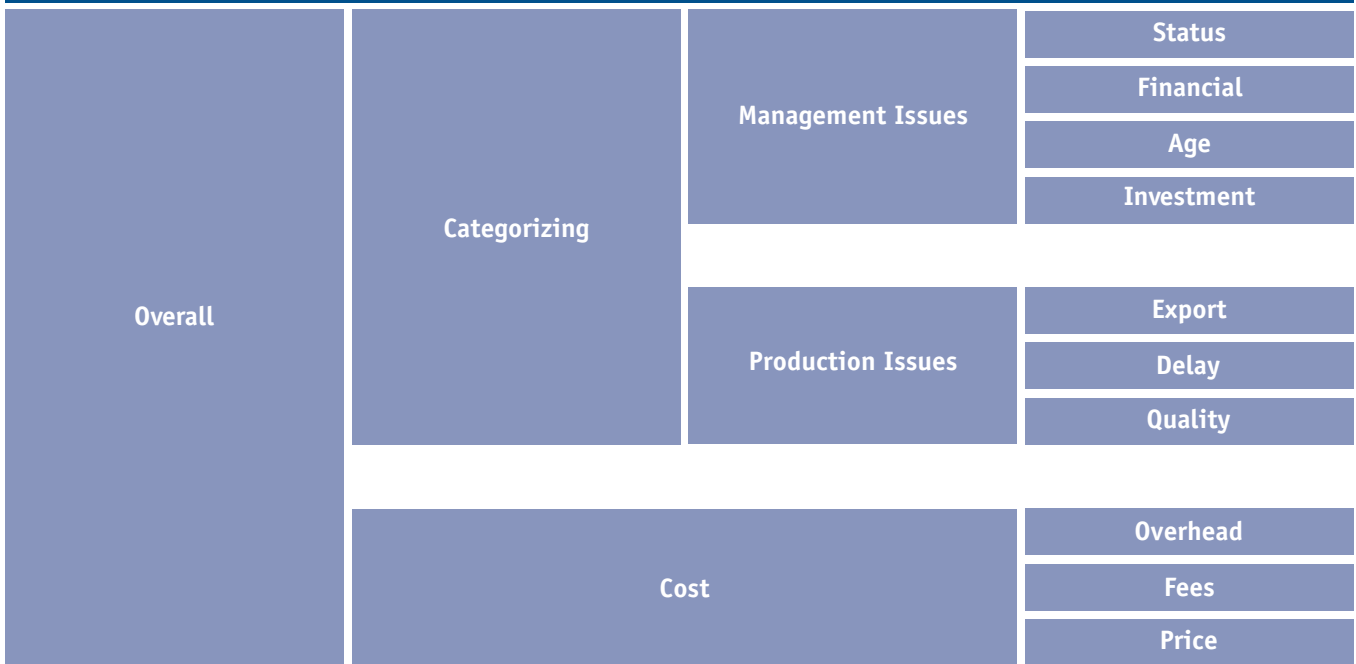 Overall
Categorizing
Management Issues
Status
Financial
Age
Investment
Production Issues
Export
Delay
Quality
Cost
Overhead
Fees
Price